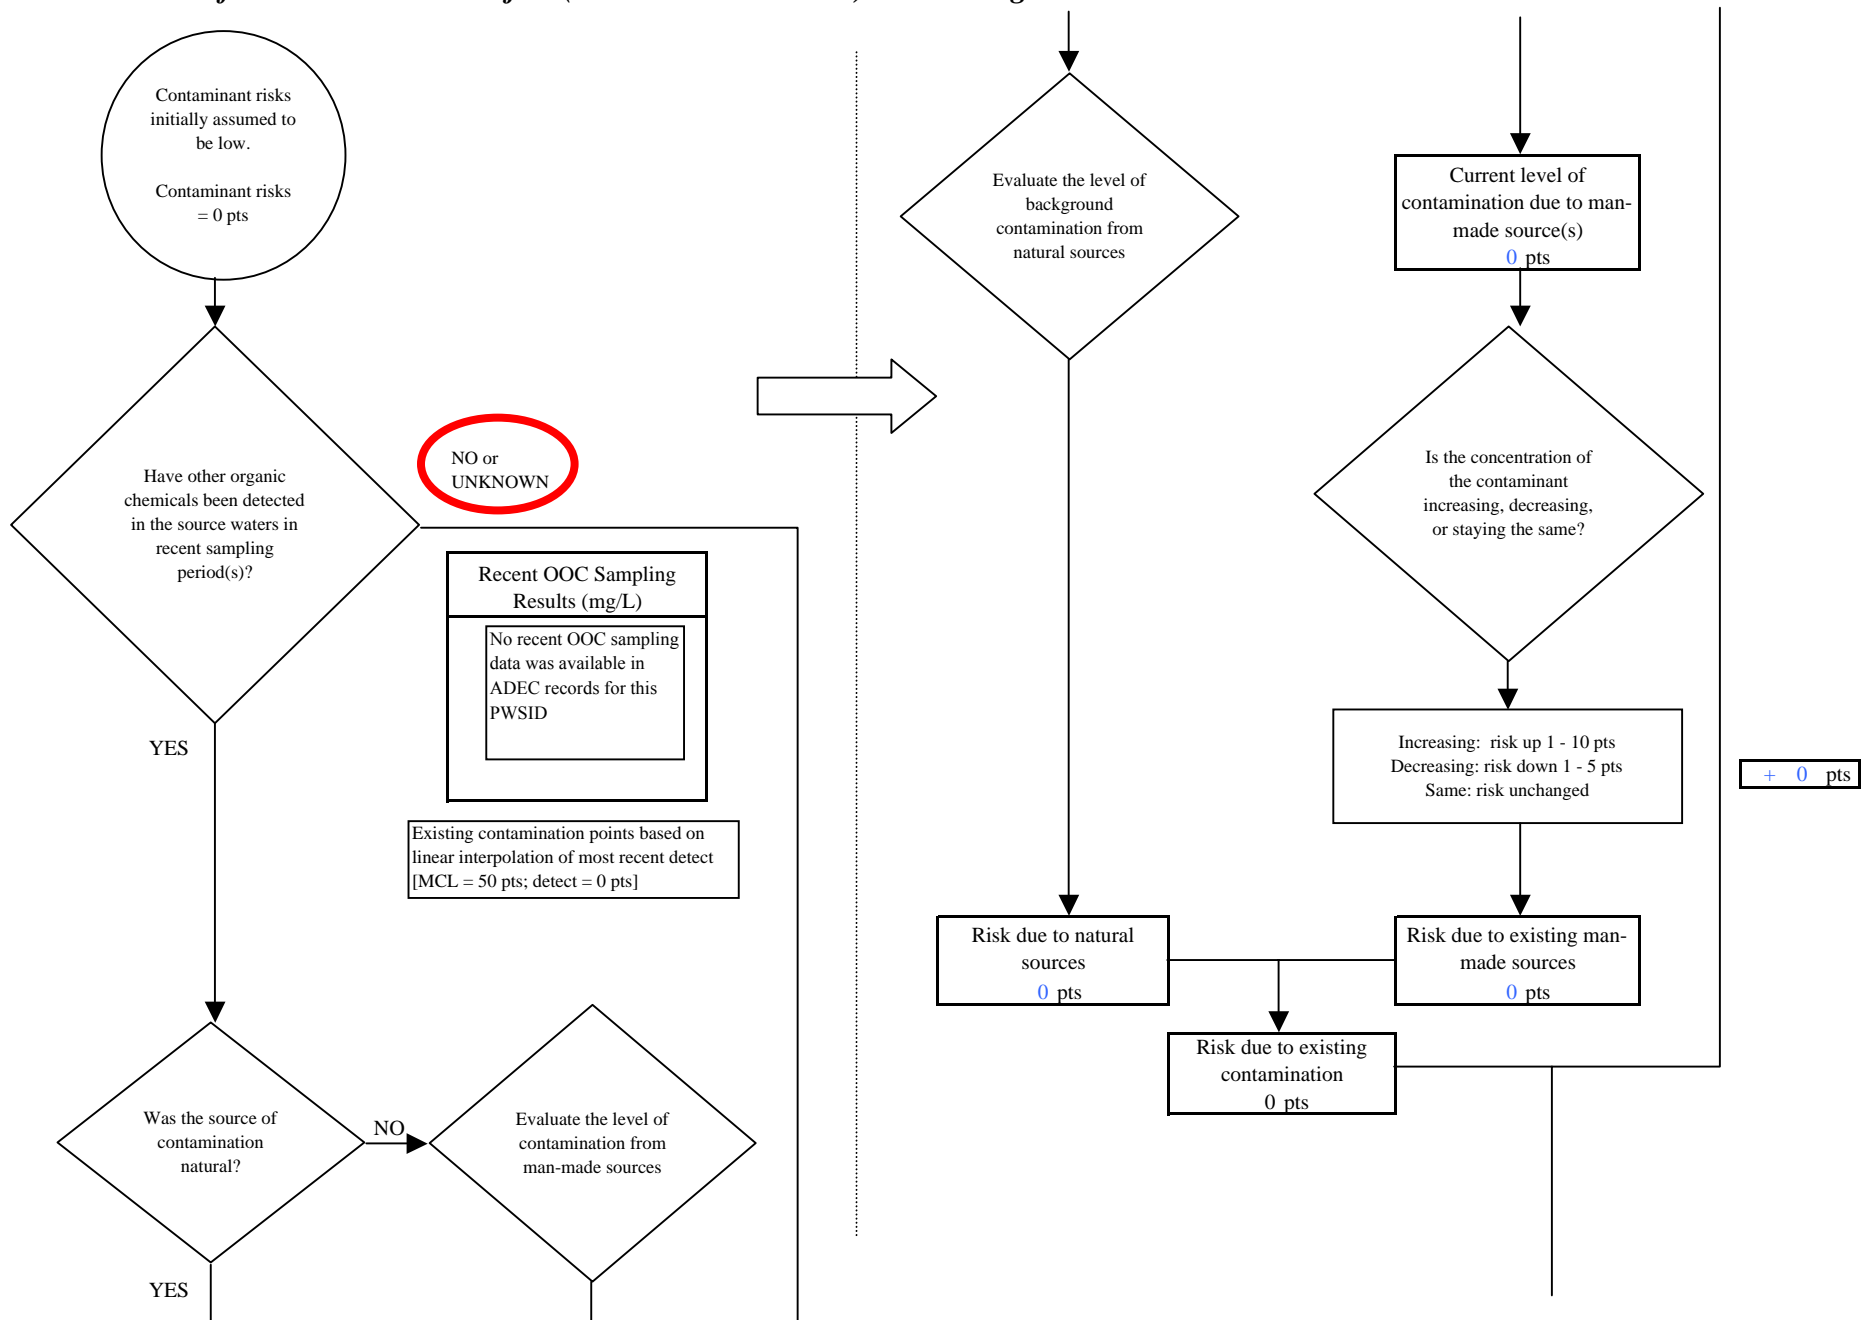 Contaminant risks
initially assumed to
be low.
Contaminant risks
= 0 pts
Have other organic
chemicals been detected
in the source waters in
recent sampling
period(s)?
NO or
UNKNOWN
Recent OOC Sampling
Results (mg/L)
No recent OOC sampling
data was available in
ADEC records for this
PWSID
YES
Existing contamination points based on
linear interpolation of most recent detect
[MCL = 50 pts; detect = 0 pts]
Was the source of
contamination
natural?
NO
Evaluate the level of
contamination from
man-made sources
YES
Evaluate the level of
background
contamination from
natural sources
Current level of
contamination due to man-
made source(s)
0 pts
Is the concentration of
the contaminant
increasing, decreasing,
or staying the same?
Increasing: risk up 1 - 10 pts
Decreasing: risk down 1 - 5 pts
Same: risk unchanged
+ 0 pts
Risk due to natural
sources
0 pts
Risk due to existing man-
made sources
0 pts
Risk due to existing
contamination
0 pts